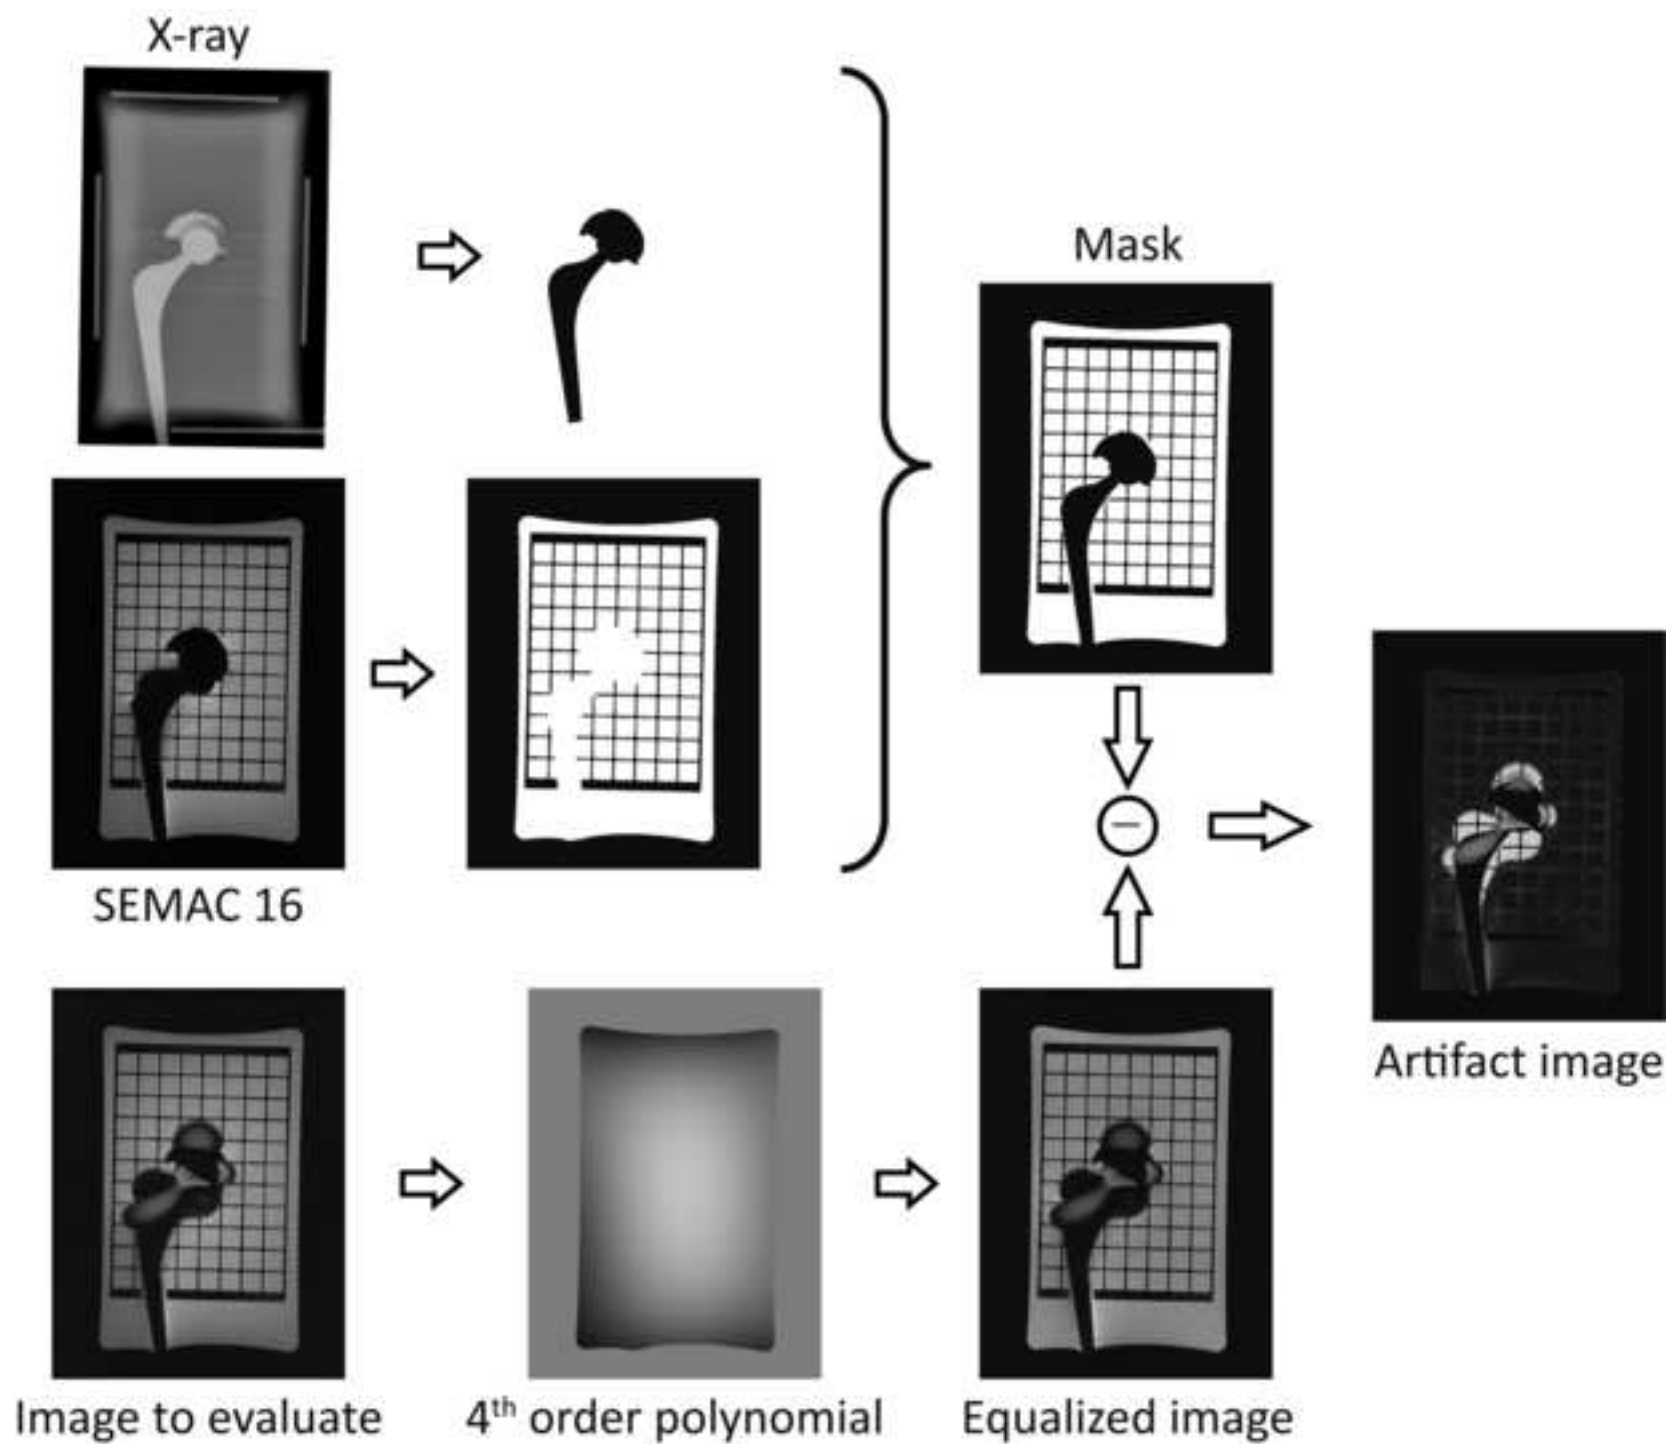 X-ray
Mask
SEMAC 16
Artifact image
Image to evaluate
4th order polynomial
Equalized image